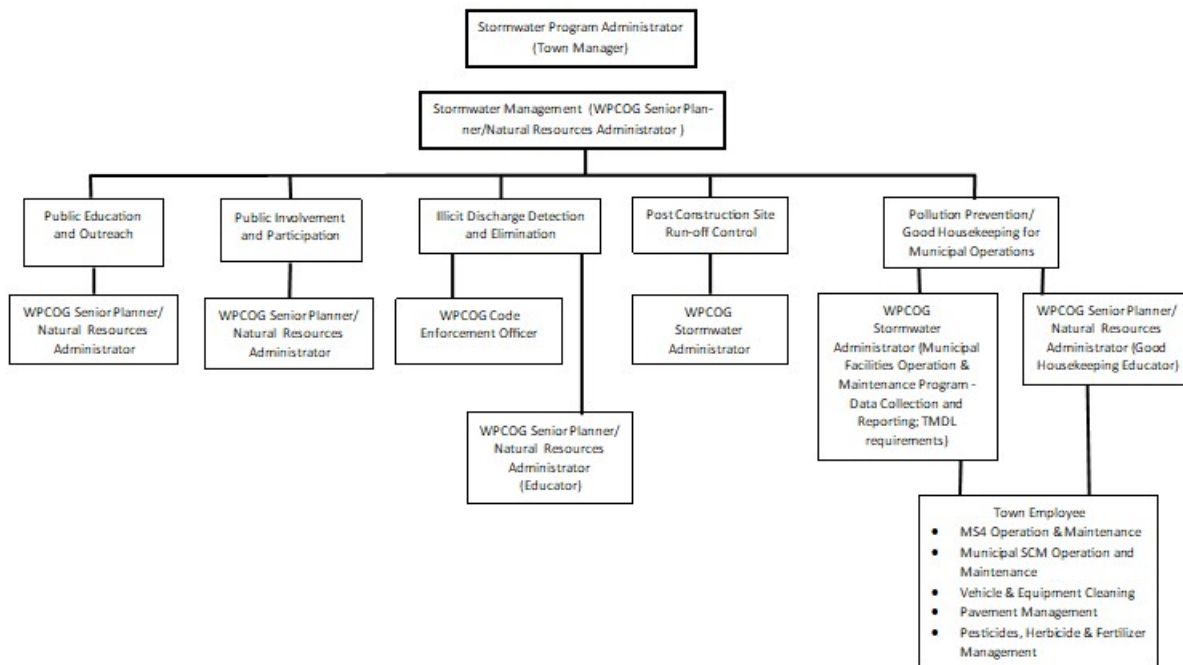 Stormwater Program Administrator
(Town Manager)
Stormwater Management (WPCOG Senior Plan-
ner/Natural Resources Administrator )
Public Education
and Outreach
Public Involvement
and Participation
Illicit Discharge Detection
and Elimination
Post Construction Site
Run-off Control
Pollution Prevention/
Good Housekeeping for
Municipal Operations
WPCOG Senior Planner/
Natural Resources
Administrator
WPCOG Senior Planner/
Natural Resources
Administrator
WPCOG Code
Enforcement Officer
WPCOG
Stormwater
Administrator
WPCOG
Stormwater
Administrator (Municipal
Facilities Operation &
Maintenance Program -
Data Collection and
Reporting; TMDL
requirements)
WPCOG Senior Planner/
Natural Resources
Administrator (Good
Housekeeping Educator)
WPCOG Senior Planner/
Natural Resources
Administrator
(Educator)
Town Employee
● MS4 Operation & Maintenance
● Municipal SCM Operation and
Maintenance
● Vehicle & Equipment Cleaning
● Pavement Management
● Pesticides, Herbicide & Fertilizer
Management